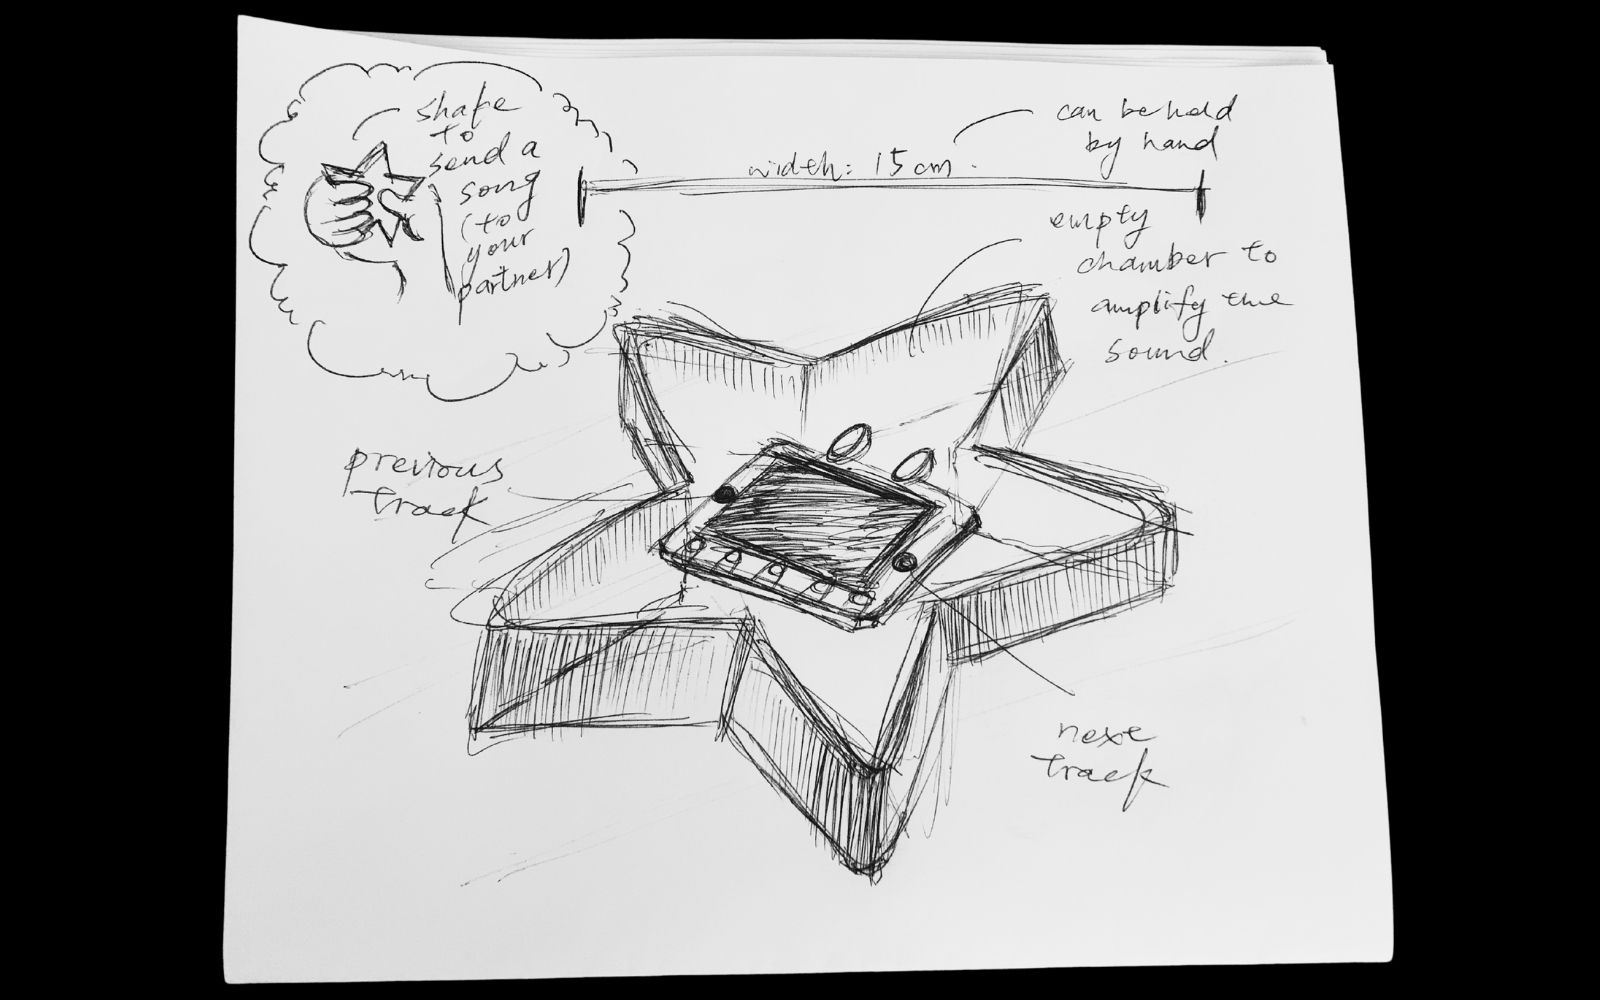 shake
to
send a
song
(to
your
partner)
width: 15cm.
can be held
by hand
empty
chamber to
amplify the
sound.
previous
track
next
track